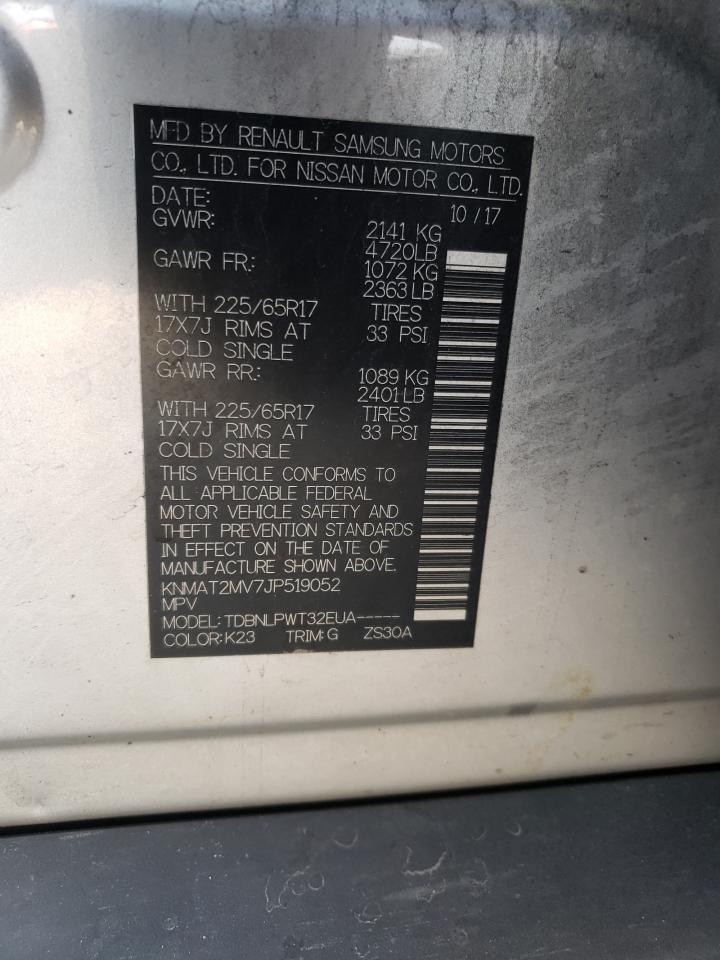 MFD BY RENAULT SAMSUNG MOTORS
CO., LTD. FOR NISSAN MOTOR CO., LTD.
DATE: 10 / 17
GVWR: 2141 KG
4720LB
GAWR FR.: 1072 KG
2363 LB
WITH 225/65R17 TIRES
17X7J RIMS AT 33 PSI
COLD SINGLE
GAWR RR.: 1089 KG
2401 LB
WITH 225/65R17 TIRES
17X7J RIMS AT 33 PSI
COLD SINGLE
THIS VEHICLE CONFORMS TO
ALL APPLICABLE FEDERAL
MOTOR VEHICLE SAFETY AND
THEFT PREVENTION STANDARDS
IN EFFECT ON THE DATE OF
MANUFACTURE SHOWN ABOVE.
KNMAT2MV7JP519052
MPV
MODEL: TDBNLPWT32EUA-----
COLOR: K23 TRIM: G ZS30A